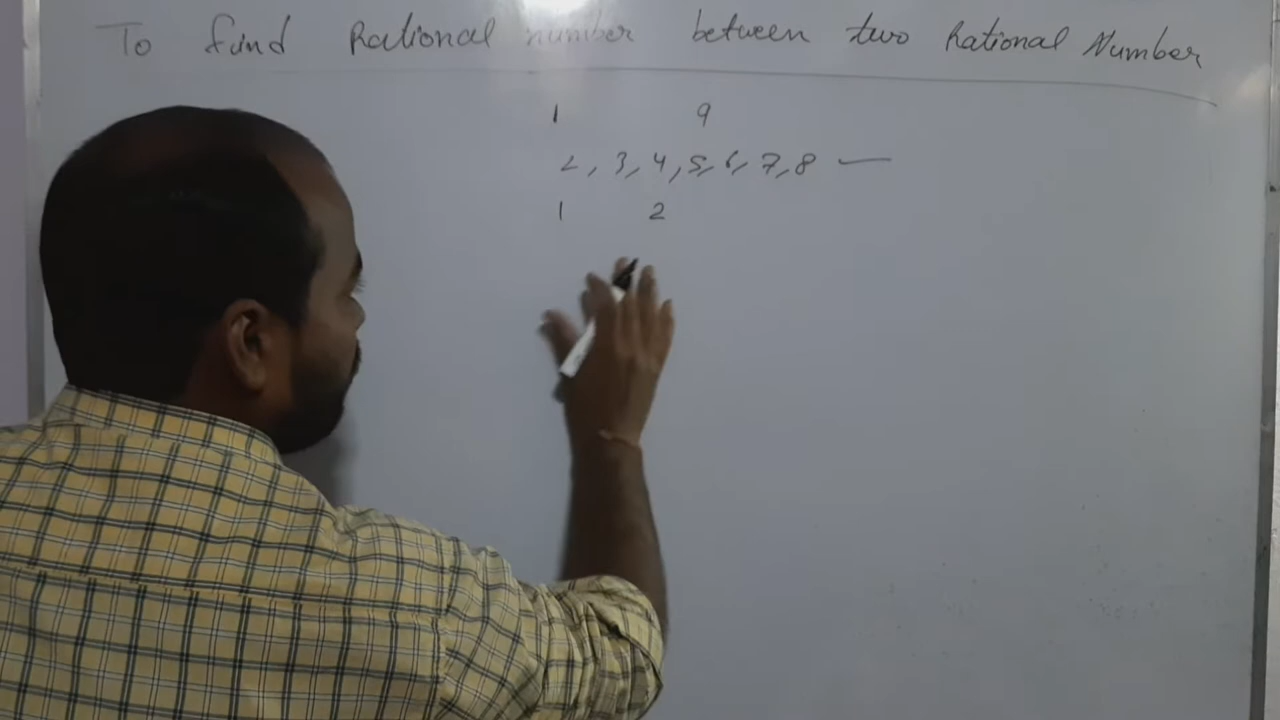 To find Rational number between two Rational Number
1 9
2, 3, 4, 5, 6, 7, 8 —
1 2